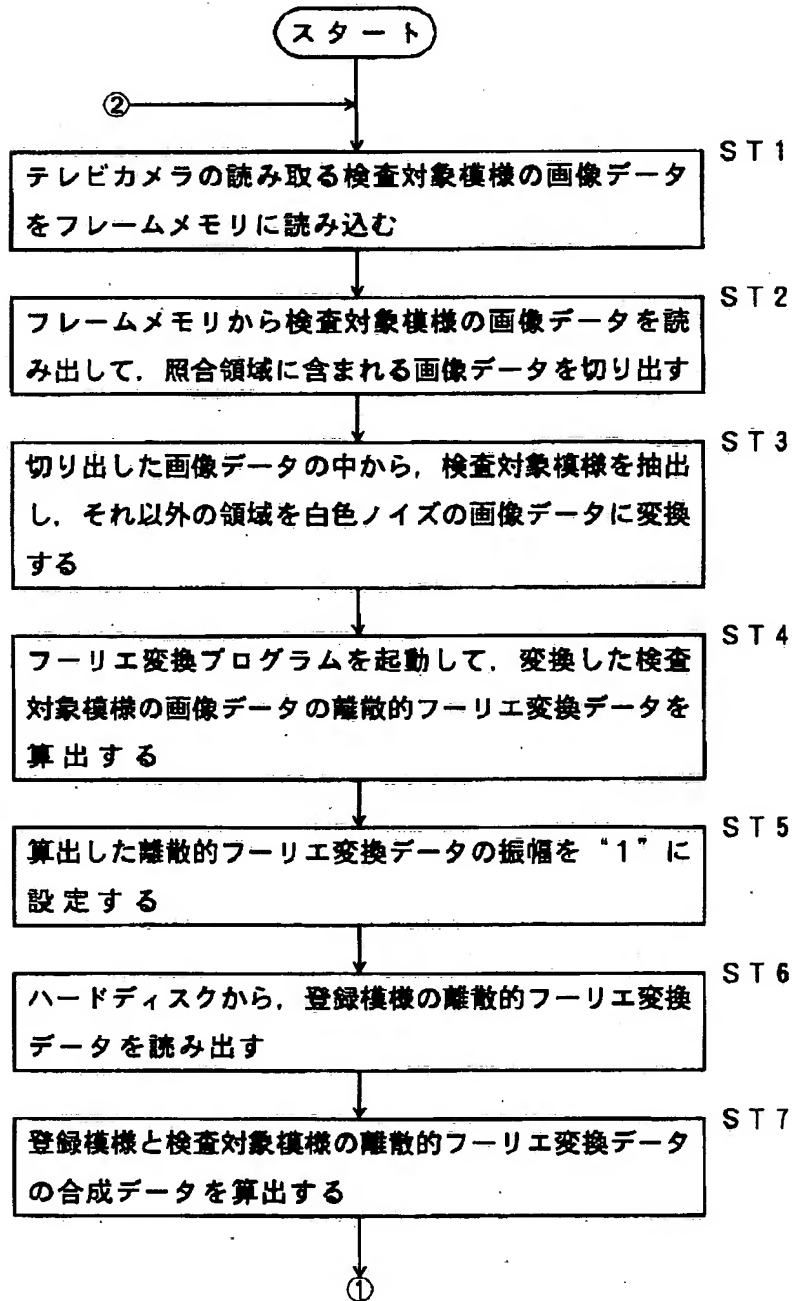 スタート
②
ST1
テレビカメラの読み取る検査対象模様の画像データ
をフレームメモリに読み込む
ST2
フレームメモリから検査対象模様の画像データを読
み出して，照合領域に含まれる画像データを切り出す
ST3
切り出した画像データの中から，検査対象模様を抽出
し，それ以外の領域を白色ノイズの画像データに変換
する
ST4
フーリエ変換プログラムを起動して，変換した検査
対象模様の画像データの離散的フーリエ変換データを
算出する
ST5
算出した離散的フーリエ変換データの振幅を“1”に
設定する
ST6
ハードディスクから，登録模様の離散的フーリエ変換
データを読み出す
ST7
登録模様と検査対象模様の離散的フーリエ変換データ
の合成データを算出する
①